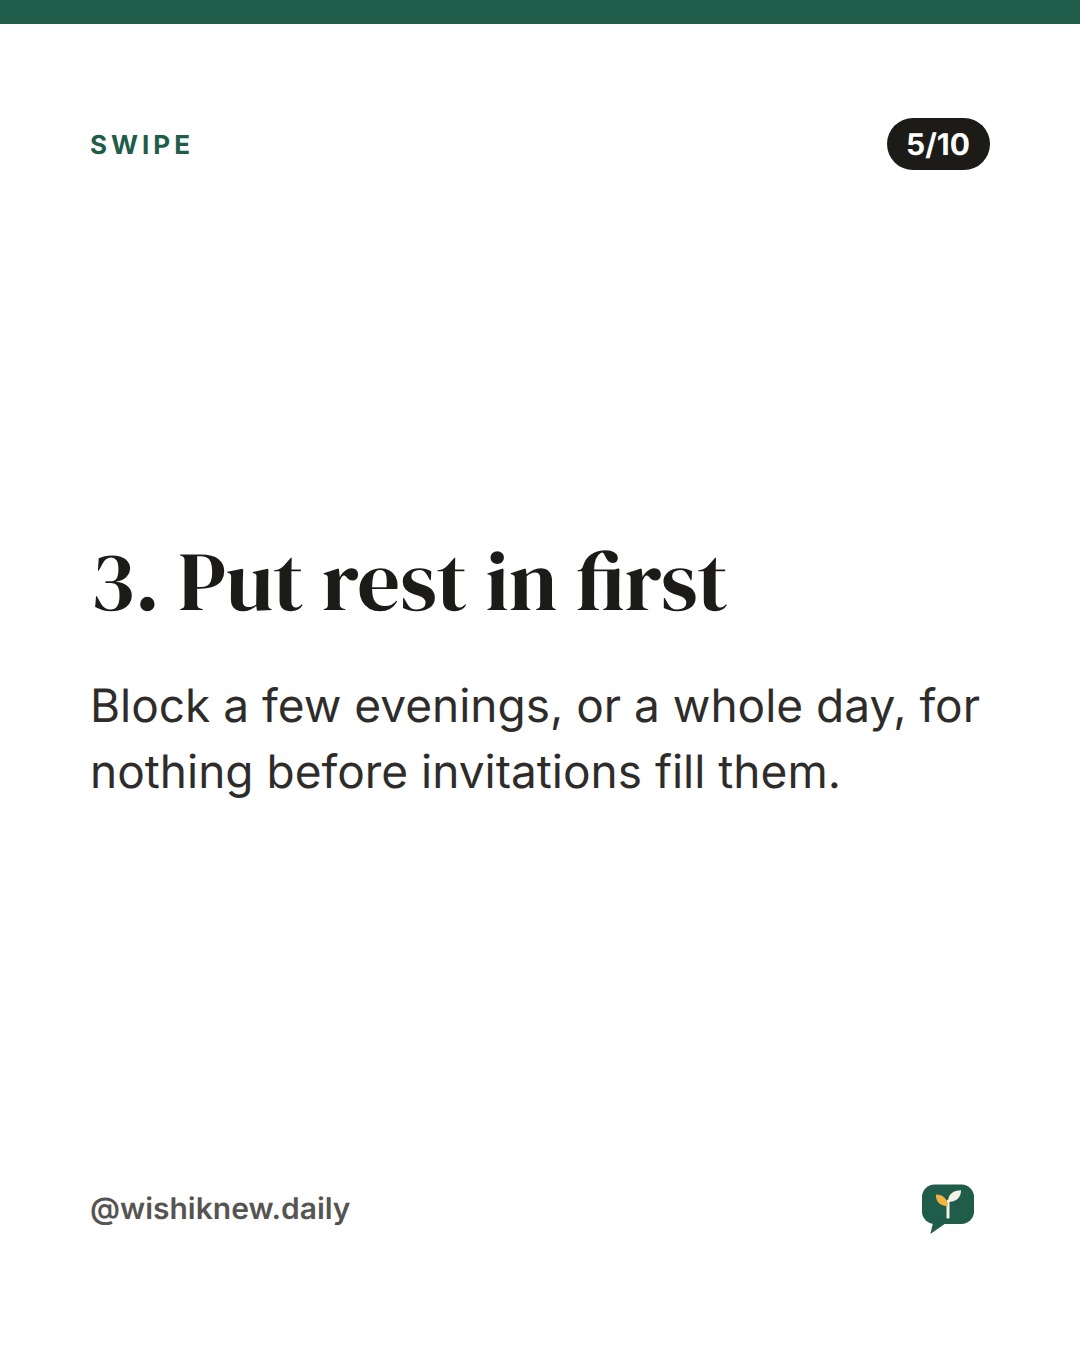 SWIPE
5/10
3. Put rest in first
Block a few evenings, or a whole day, for
nothing before invitations fill them.
@wishiknew.daily